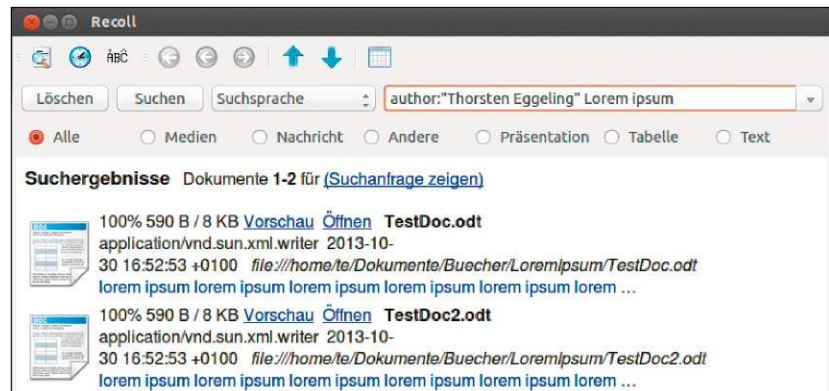 Recoll
ÄBĈ
Löschen Suchen Suchsprache author:"Thorsten Eggeling" Lorem ipsum
Alle Medien Nachricht Andere Präsentation Tabelle Text
Suchergebnisse Dokumente 1-2 für (Suchanfrage zeigen)
100% 590 B / 8 KB Vorschau Öffnen TestDoc.odt
application/vnd.sun.xml.writer 2013-10-
30 16:52:53 +0100 file:///home/te/Dokumente/Buecher/LoremIpsum/TestDoc.odt
lorem ipsum lorem ipsum lorem ipsum lorem ipsum lorem ipsum lorem ...
100% 590 B / 8 KB Vorschau Öffnen TestDoc2.odt
application/vnd.sun.xml.writer 2013-10-
30 16:52:53 +0100 file:///home/te/Dokumente/Buecher/LoremIpsum/TestDoc2.odt
lorem ipsum lorem ipsum lorem ipsum lorem ipsum lorem ipsum lorem ...